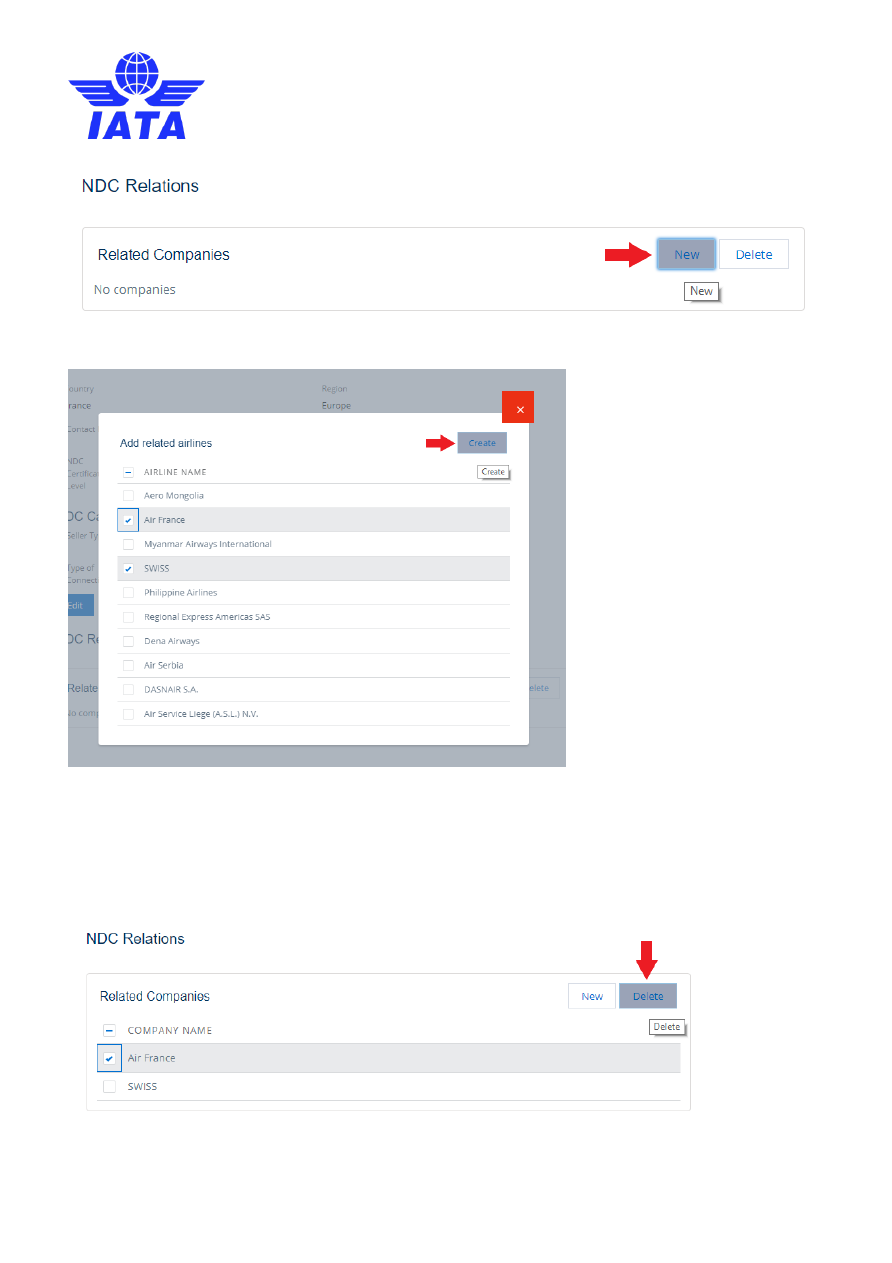 IATA
NDC Relations
Related Companies
New
Delete
No companies
New
ountry
Region
rance
Europe
Contact
×
Add related airlines
Create
NDC
Certifica
Level
AIRLINE NAME
Create
Aero Mongolia
DC Ca
Air France
Seller Ty
Myanmar Airways International
Type of
Connect
SWISS
Philippine Airlines
Edit
Regional Express Americas SAS
DC Re
Dena Airways
Air Serbia
Relate
elete
DASNAIR S.A.
No comp
Air Service Liege (A.S.L.) N.V.
NDC Relations
Related Companies
New
Delete
COMPANY NAME
Delete
Air France
SWISS